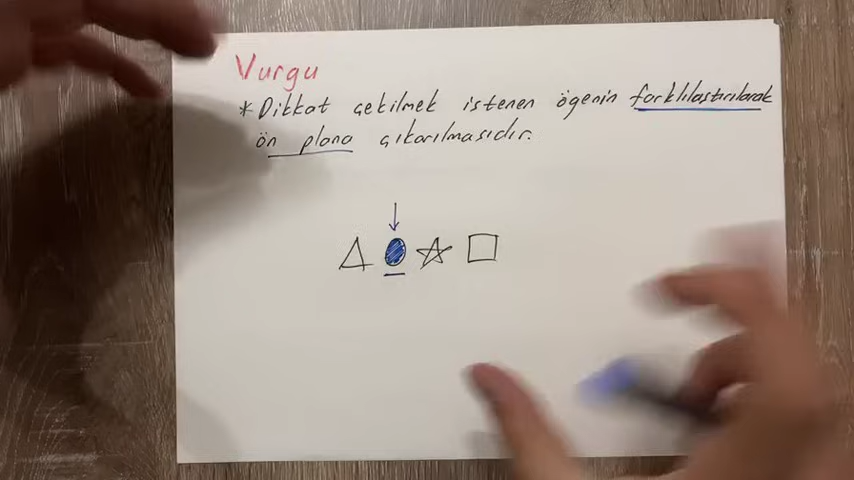 Vurgu
* Dikkat çekilmek istenen ögenin farklılaştırılarak
ön plana çıkarılmasıdır.